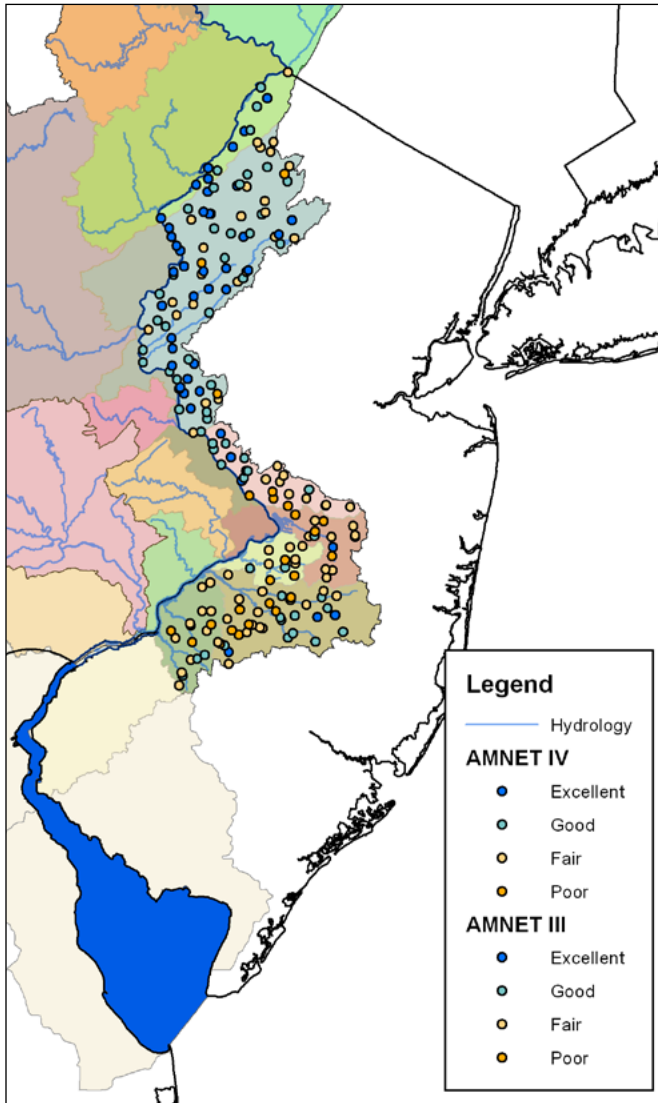 Legend
Hydrology
AMNET IV
Excellent
Good
Fair
Poor
AMNET III
Excellent
Good
Fair
Poor